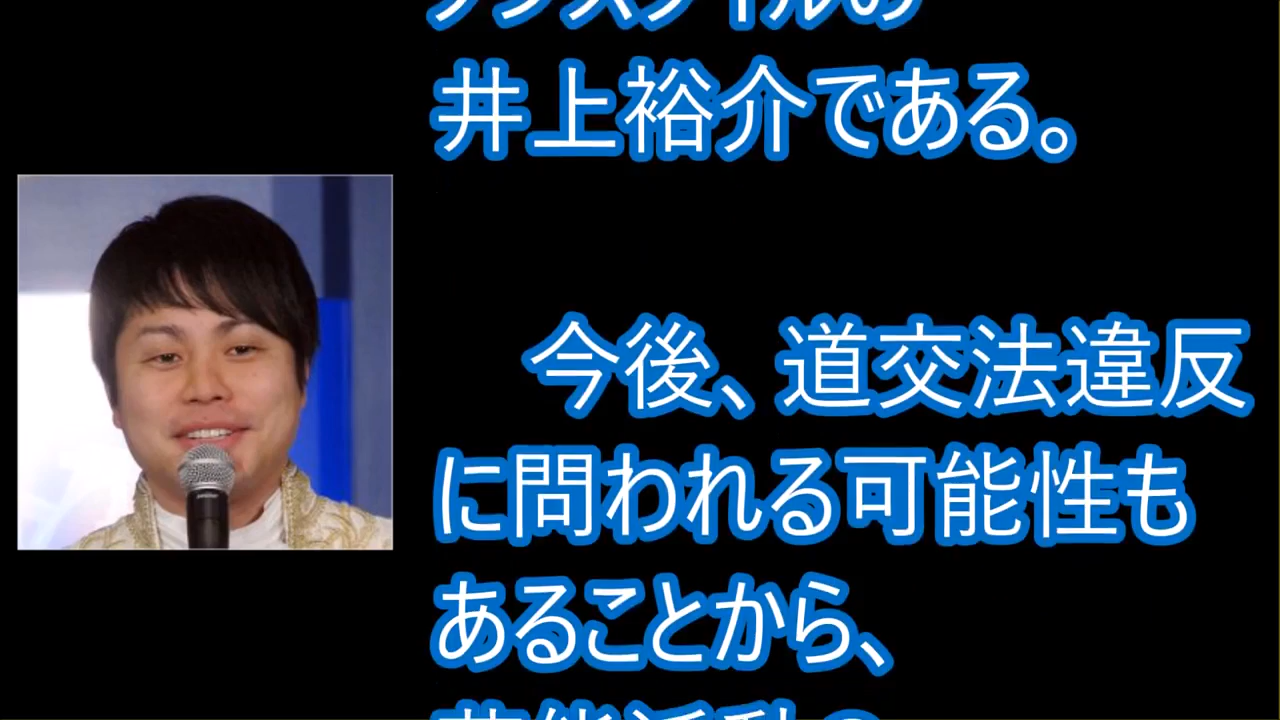 井上裕介である。
今後、道交法違反
に問われる可能性も
あることから、